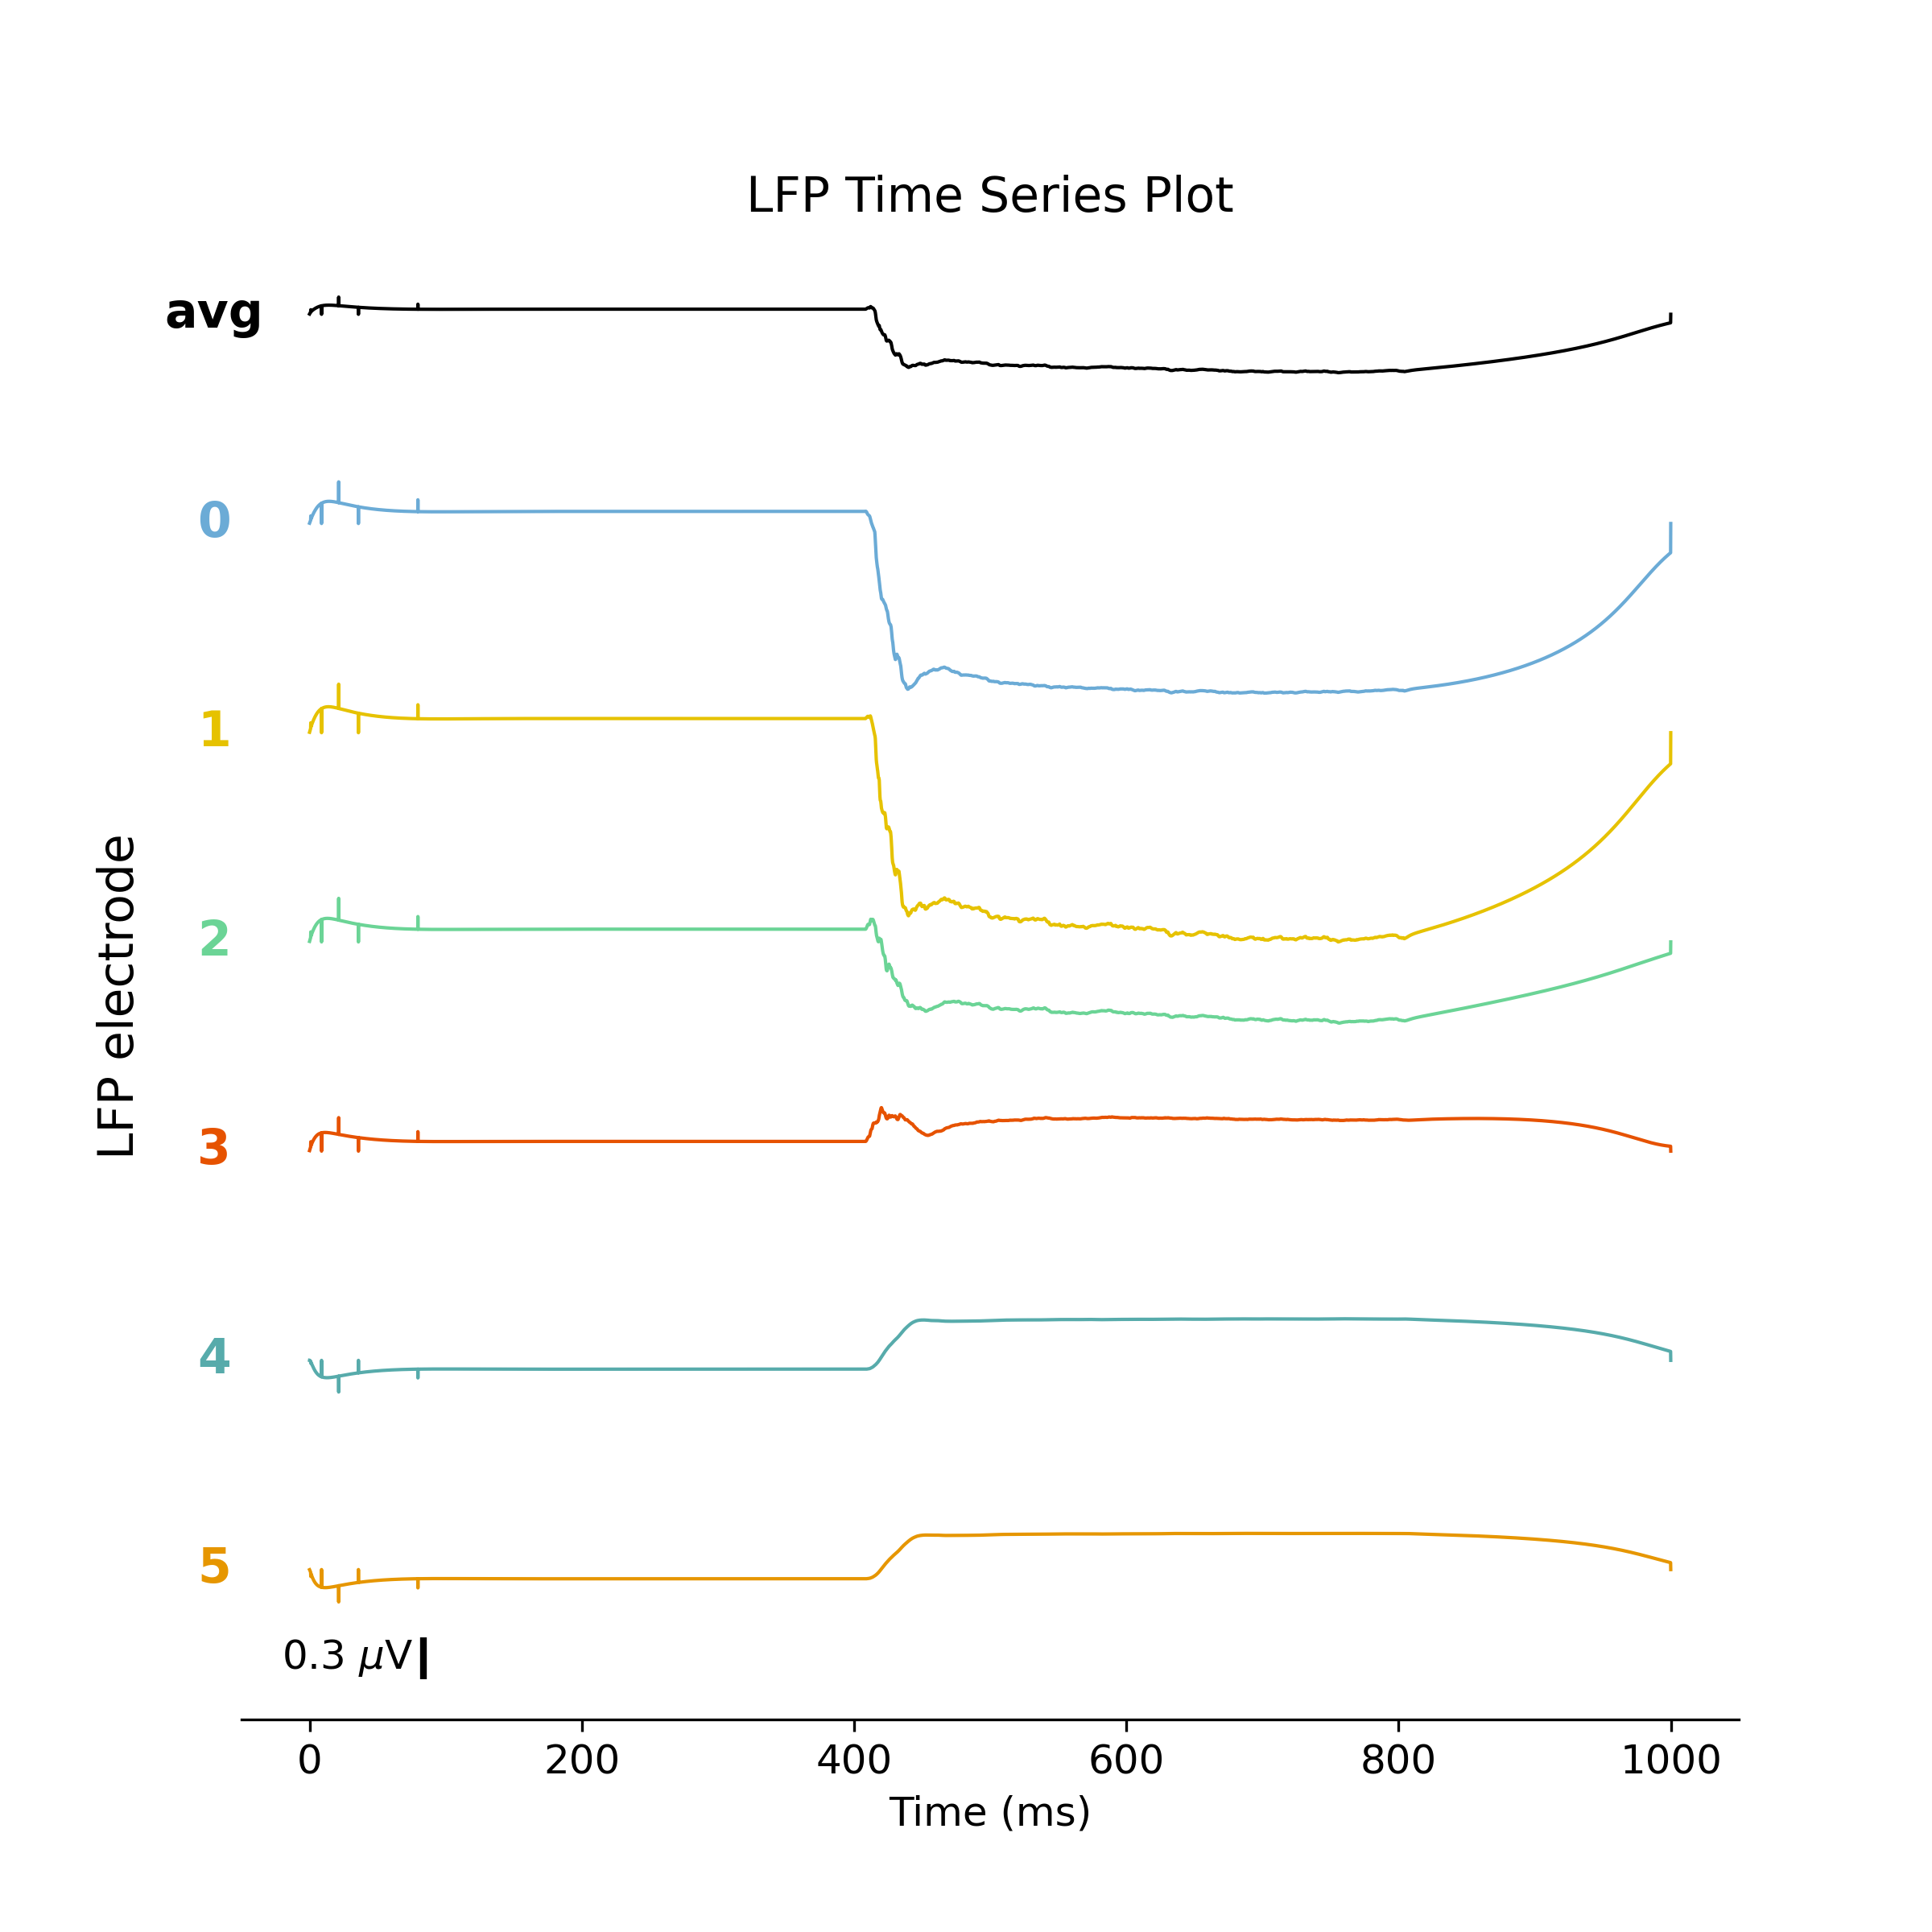 LFP Time Series Plot
avg
0
1
2
3
4
5
LFP electrode
0.3 μV
0 200 400 600 800 1000
Time (ms)